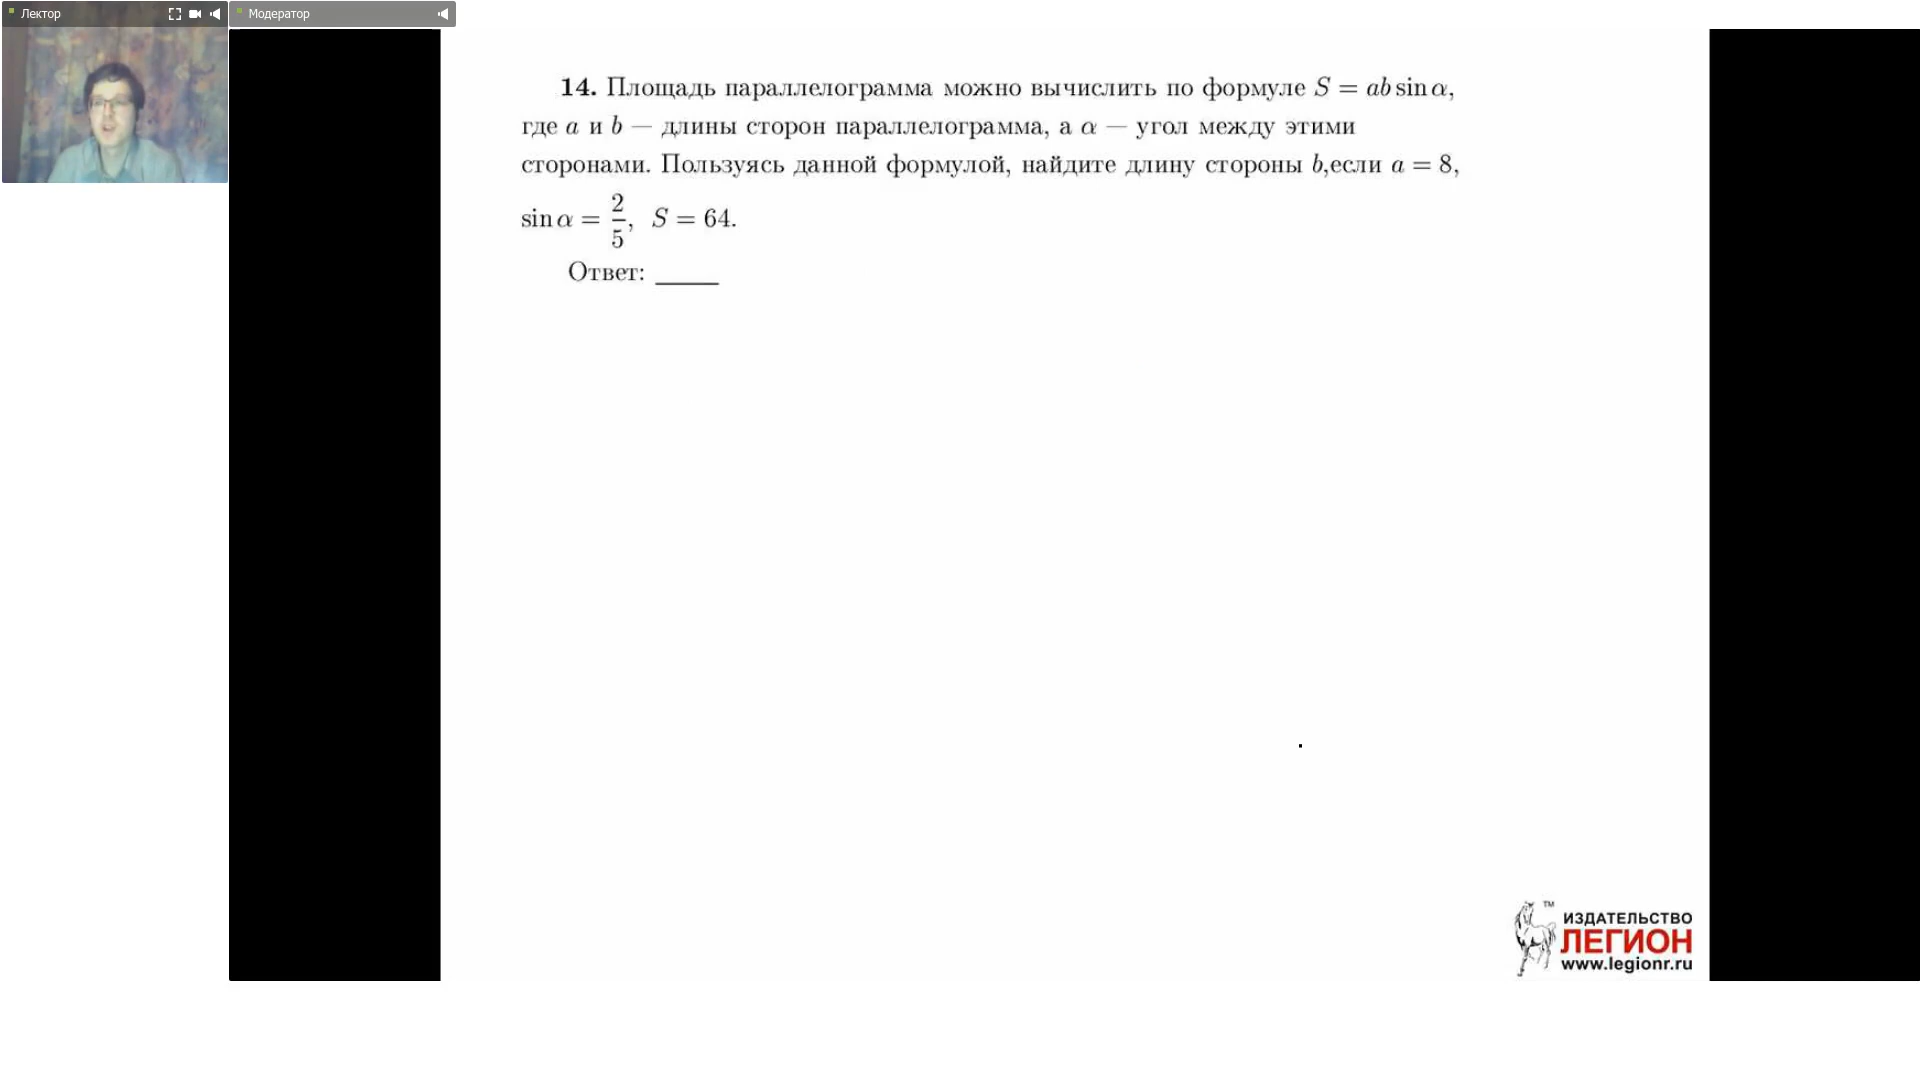 Лектор
Модератор
14. Площадь параллелограмма можно вычислить по формуле S = ab sin α,
где a и b — длины сторон параллелограмма, а α — угол между этими
сторонами. Пользуясь данной формулой, найдите длину стороны b,если a = 8,
sin α = 2/5, S = 64.
Ответ: _____
TM
ИЗДАТЕЛЬСТВО
ЛЕГИОН
www.legionr.ru